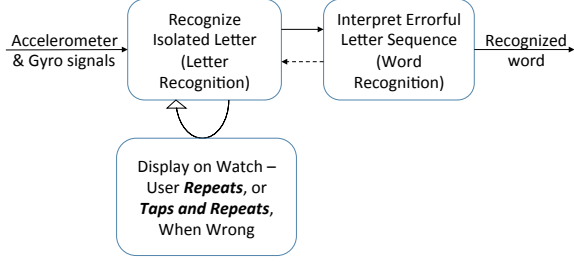 Accelerometer
& Gyro signals
Recognize
Isolated Letter
(Letter
Recognition)
Interpret Errorful
Letter Sequence
(Word
Recognition)
Recognized
word
Display on Watch –
User Repeats, or
Taps and Repeats,
When Wrong